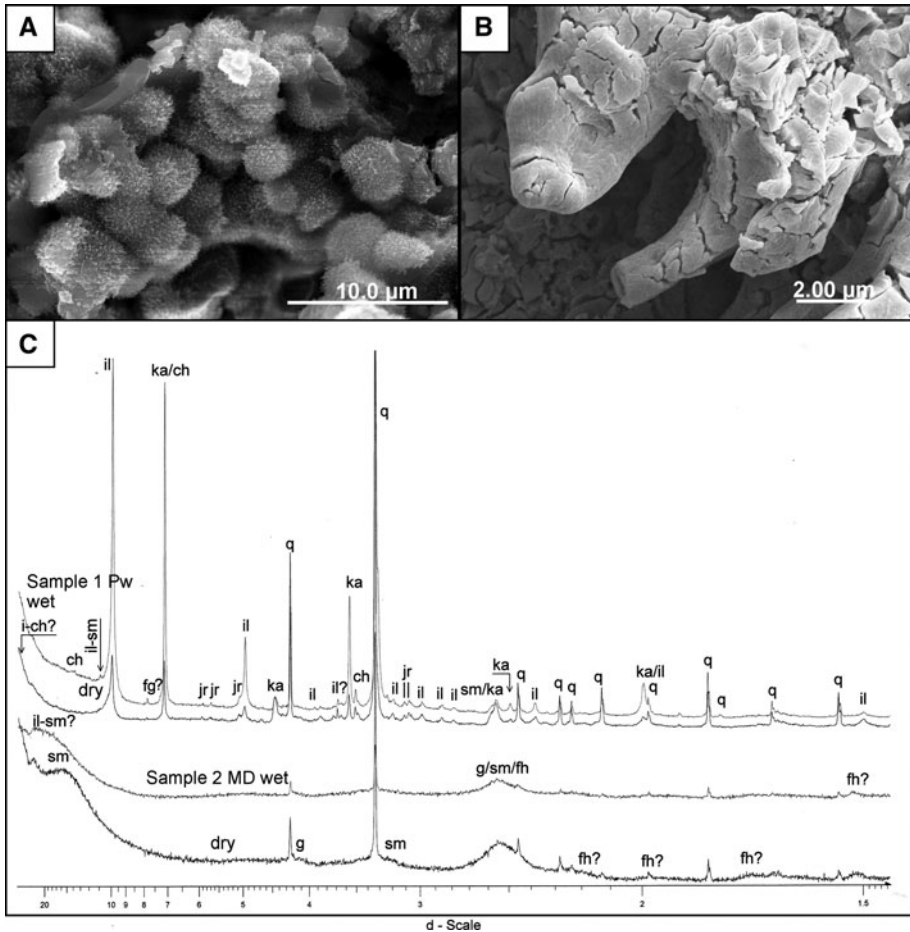 A
10.0 µm
B
2.00 µm
C
il
ka/ch
q
q
Sample 1 Pw
wet
i-ch?
ch
il-sm
dry
fg?
jr jr
jr
il
ka
il
il?
ka
ch
il
jr
il
il
il
il
sm/ka
ka
q
il
q
q
q
ka/il
q
q
q
q
q
il
il-sm?
sm
Sample 2 MD wet
g/sm/fh
fh?
dry
g
sm
fh?
fh?
fh?
20 10 9 8 7 6 5 4 3 2 1.5
d - Scale